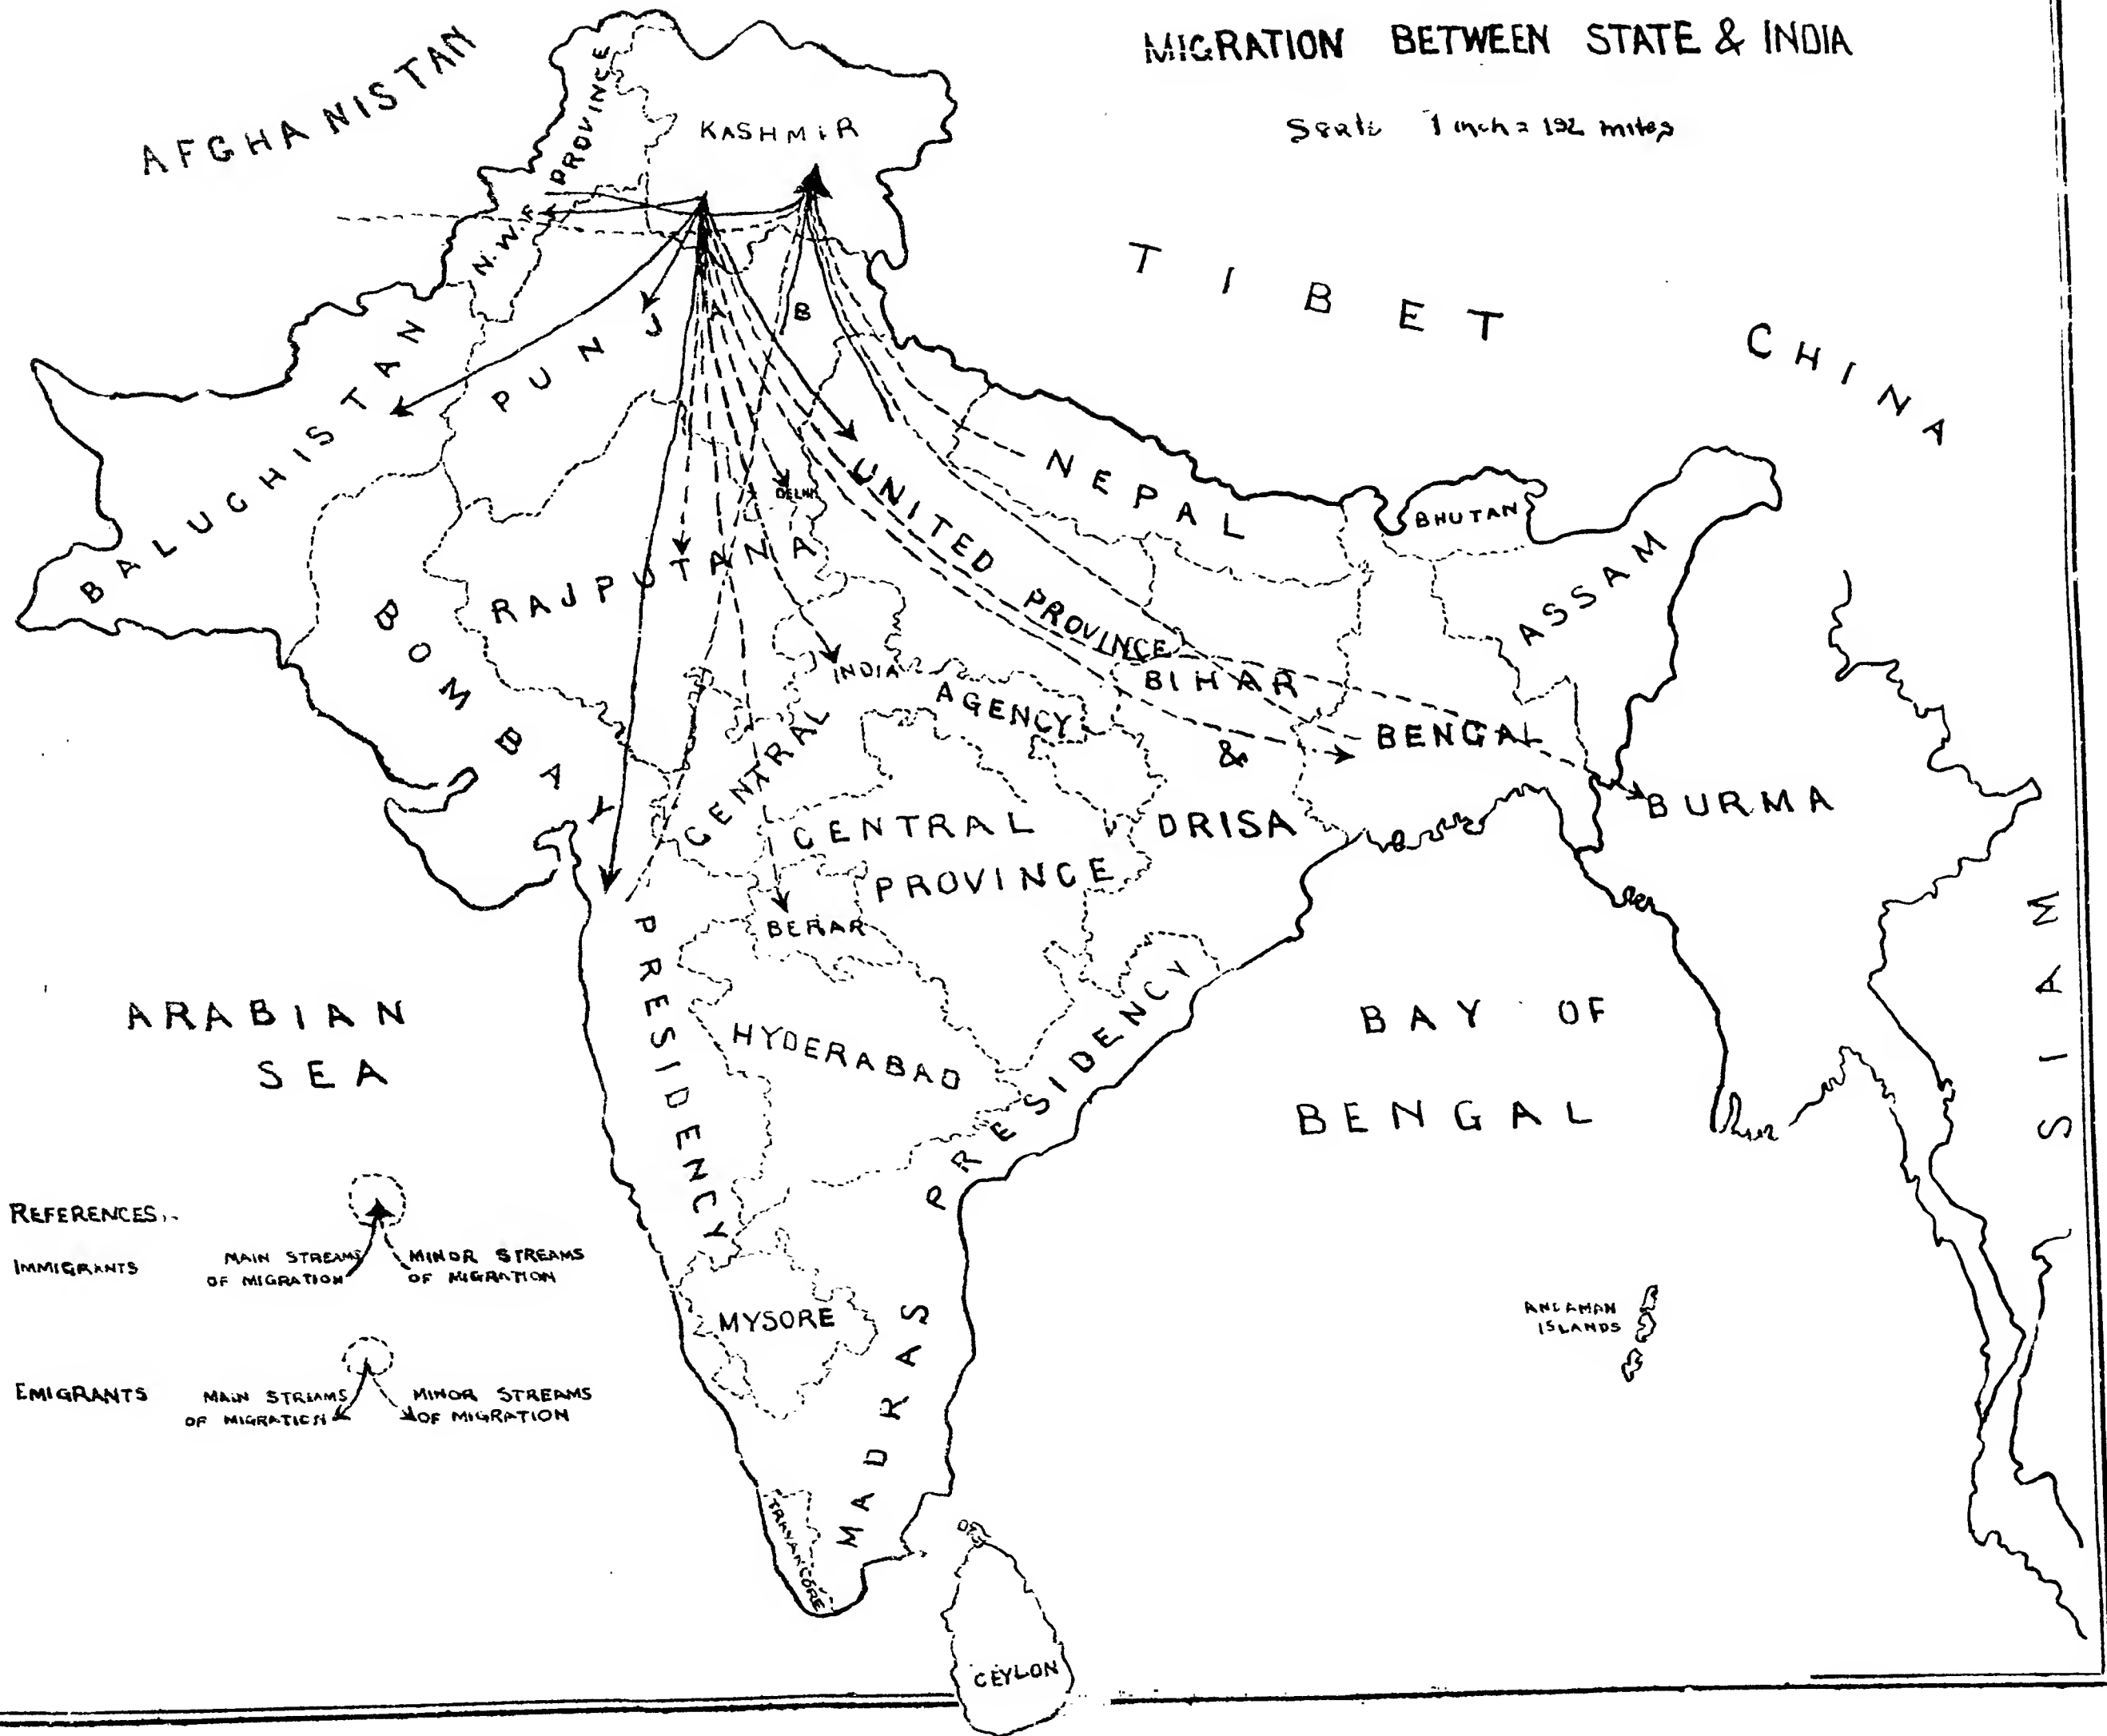 MIGRATION BETWEEN STATE & INDIA
Scale 1 inch = 192 miles
AFGHANISTAN
N.W.F. PROVINCE
KASHMIR
TIBET
CHINA
PUNJAB
BALUGHISTAN
DELHI
UNITED PROVINCE
NEPAL
BHUTAN
ASSAM
RAJPUTANA
BOMBAY PRESIDENCY
CENTRAL INDIA AGENCY
BIHAR & ORISA
BENGAL
BURMA
CENTRAL
PROVINCE
BERAR
SIAM
ARABIAN
SEA
HYDERABAD
BAY OF
BENGAL
MADRAS PRESIDENCY
MYSORE
TRAVANCORE
ANDAMAN
ISLANDS
CEYLON
REFERENCES.
IMMIGRANTS
MAIN STREAMS
OF MIGRATION
MINOR STREAMS
OF MIGRATION
EMIGRANTS
MAIN STREAMS
OF MIGRATION
MINOR STREAMS
OF MIGRATION